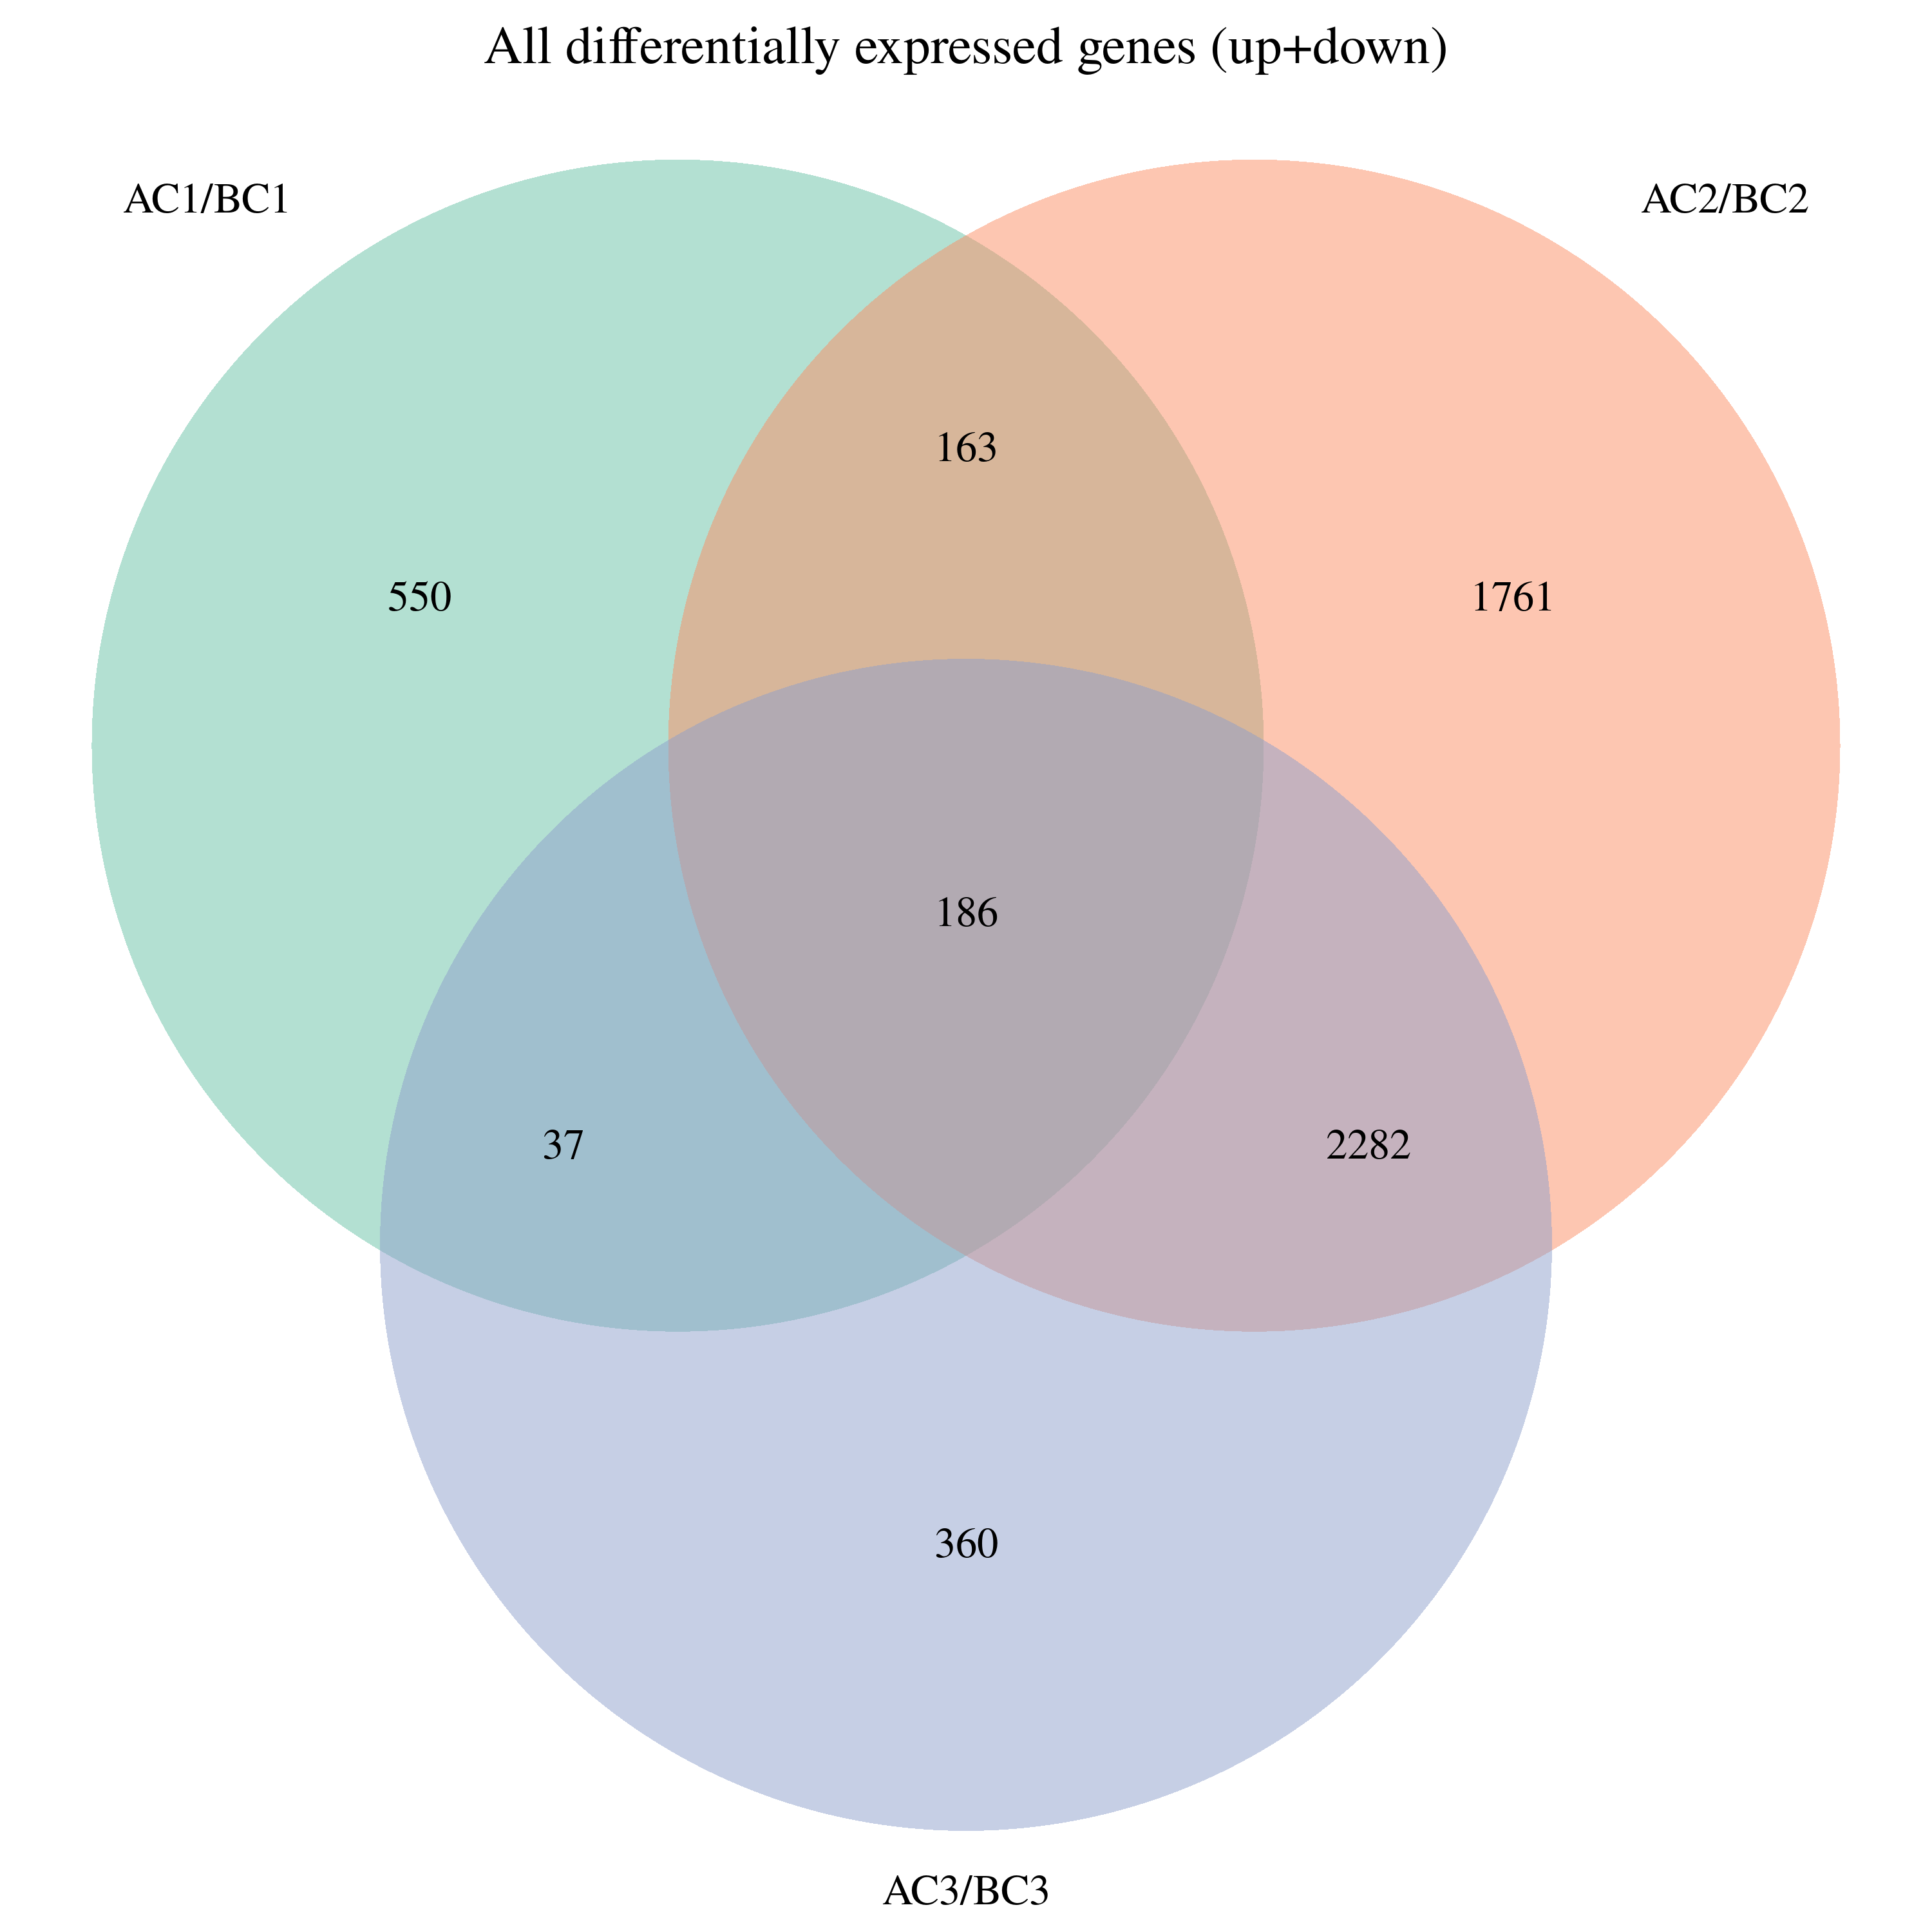 All differentially expressed genes (up+down)
AC1/BC1
AC2/BC2
163
550
1761
186
37
2282
360
AC3/BC3